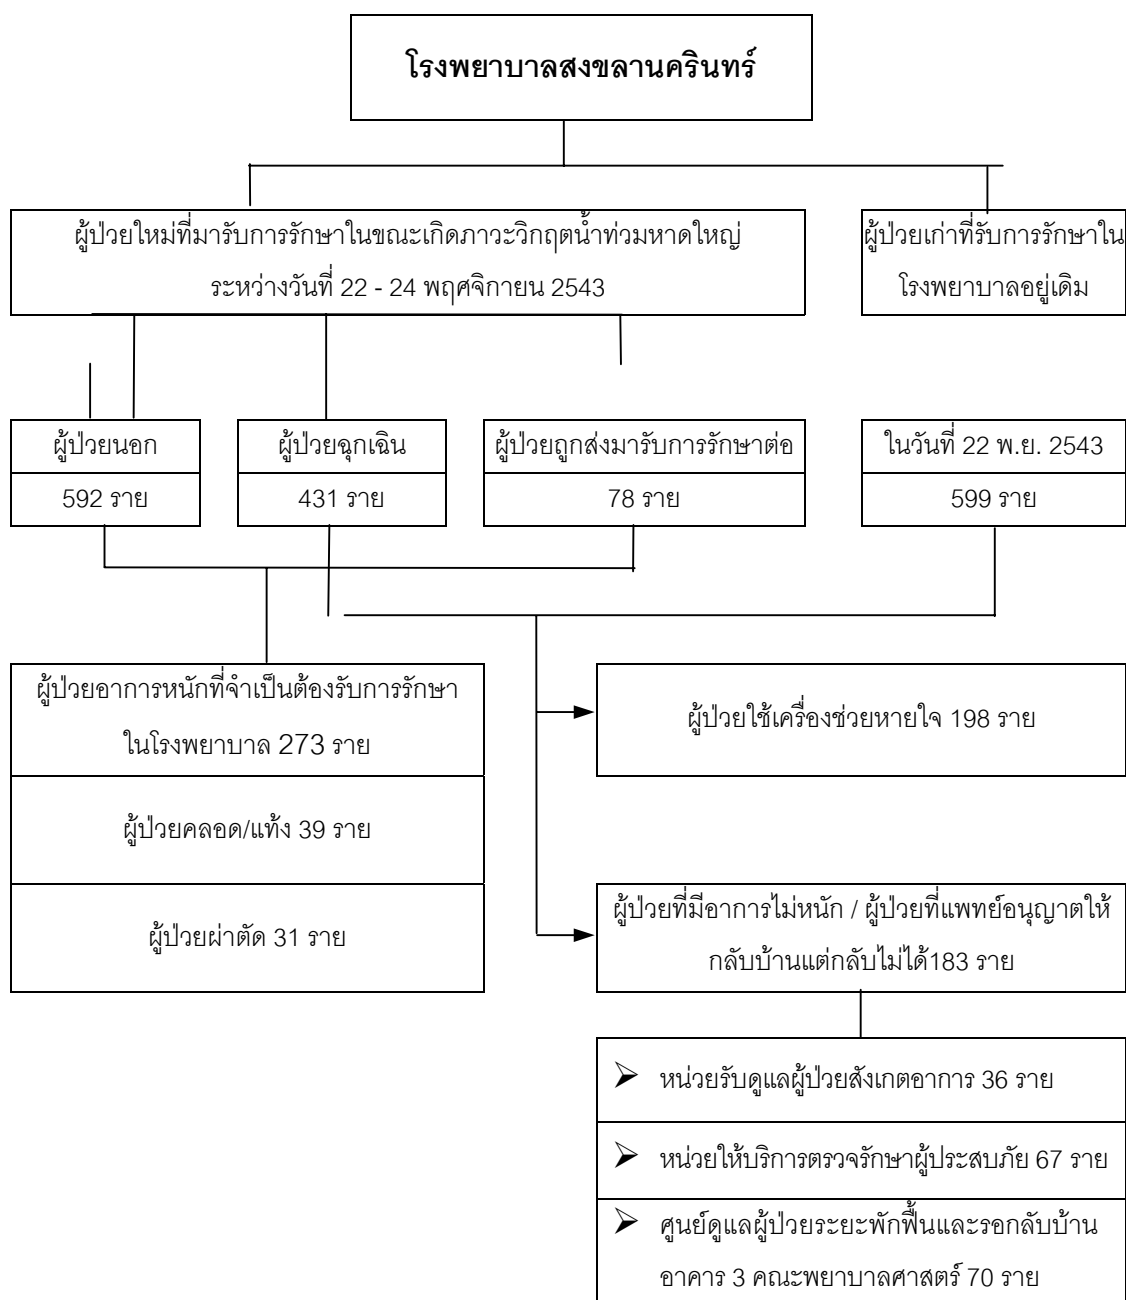 โรงพยาบาลสงขลานครินทร์
ผู้ป่วยใหม่ที่มารับการรักษาในขณะเกิดภาวะวิกฤตน้ำท่วมหาดใหญ่
ระหว่างวันที่ 22 - 24 พฤศจิกายน 2543
ผู้ป่วยเก่าที่รับการรักษาใน
โรงพยาบาลอยู่เดิม
ผู้ป่วยนอก
592 ราย
ผู้ป่วยฉุกเฉิน
431 ราย
ผู้ป่วยถูกส่งมารับการรักษาต่อ
78 ราย
ในวันที่ 22 พ.ย. 2543
599 ราย
ผู้ป่วยอาการหนักที่จำเป็นต้องรับการรักษา
ในโรงพยาบาล 273 ราย
ผู้ป่วยคลอด/แท้ง 39 ราย
ผู้ป่วยผ่าตัด 31 ราย
ผู้ป่วยใช้เครื่องช่วยหายใจ 198 ราย
ผู้ป่วยที่มีอาการไม่หนัก / ผู้ป่วยที่แพทย์อนุญาตให้
กลับบ้านแต่กลับไม่ได้183 ราย
➢ หน่วยรับดูแลผู้ป่วยสังเกตอาการ 36 ราย
➢ หน่วยให้บริการตรวจรักษาผู้ประสบภัย 67 ราย
➢ ศูนย์ดูแลผู้ป่วยระยะพักฟื้นและรอกลับบ้าน
อาคาร 3 คณะพยาบาลศาสตร์ 70 ราย